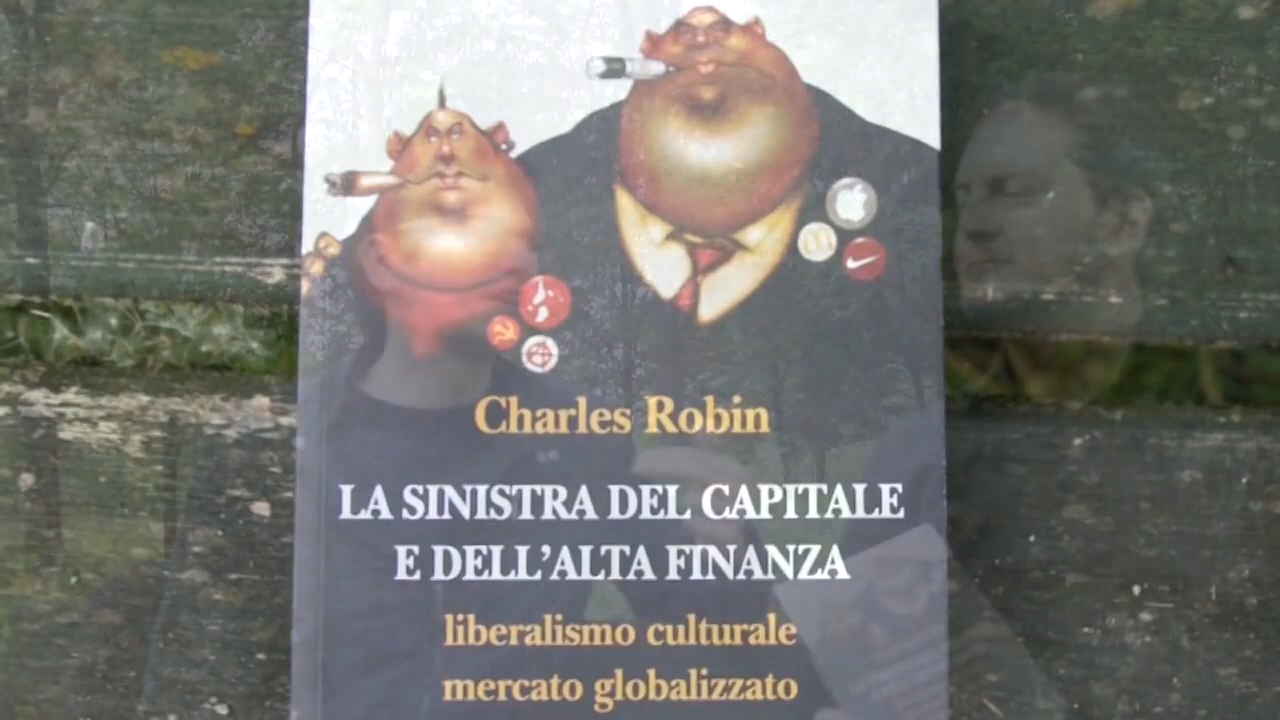 Charles Robin
LA SINISTRA DEL CAPITALE
E DELL'ALTA FINANZA
liberalismo culturale
mercato globalizzato